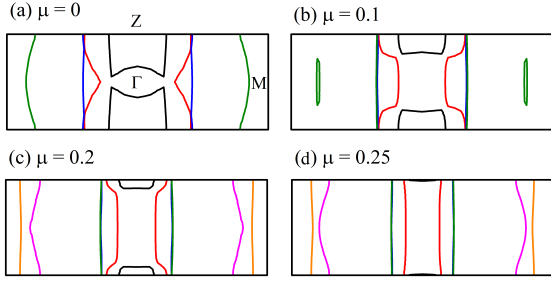 (a) μ = 0
Z
(b) μ = 0.1
Γ
M
(c) μ = 0.2
(d) μ = 0.25